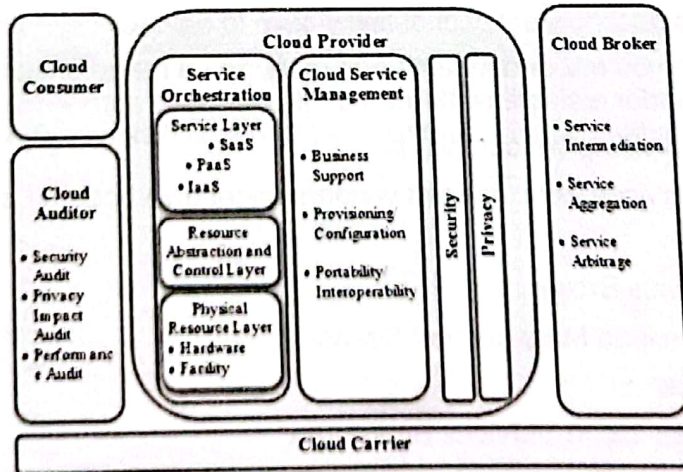 Cloud
Consumer
Cloud
Auditor
• Security
Audit
• Privacy
Impact
Audit
• Performanc
e Audit
Cloud Provider
Service
Orchestration
Service Layer
• SaaS
• PaaS
• IaaS
Resource
Abstraction and
Control Layer
Physical
Resource Layer
• Hardware
• Facility
Cloud Service
Management
• Business
Support
• Provisioning
Configuration
• Portability/
Interoperability
Security
Privacy
Cloud Broker
• Service
Intermediation
• Service
Aggregation
• Service
Arbitrage
Cloud Carrier